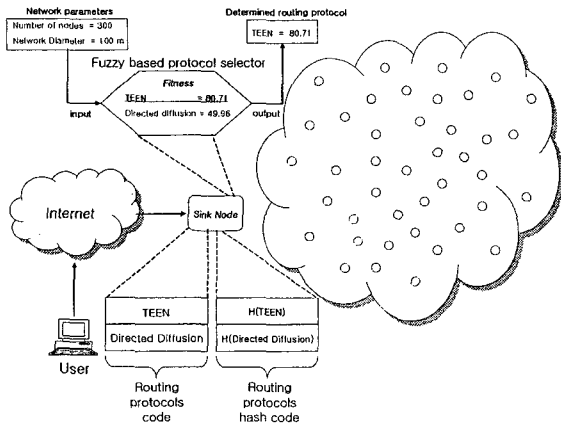 Network parameters
Number of nodes = 300
Network Diameter = 100 m
Determined routing protocol
TEEN = 80.71
Fuzzy based protocol selector
Fitness
TEEN = 80.71
Directed diffusion = 49.96
input
output
Internet
Sink Node
User
TEEN
Directed Diffusion
H(TEEN)
H(Directed Diffusion)
Routing
protocols
code
Routing
protocols
hash code